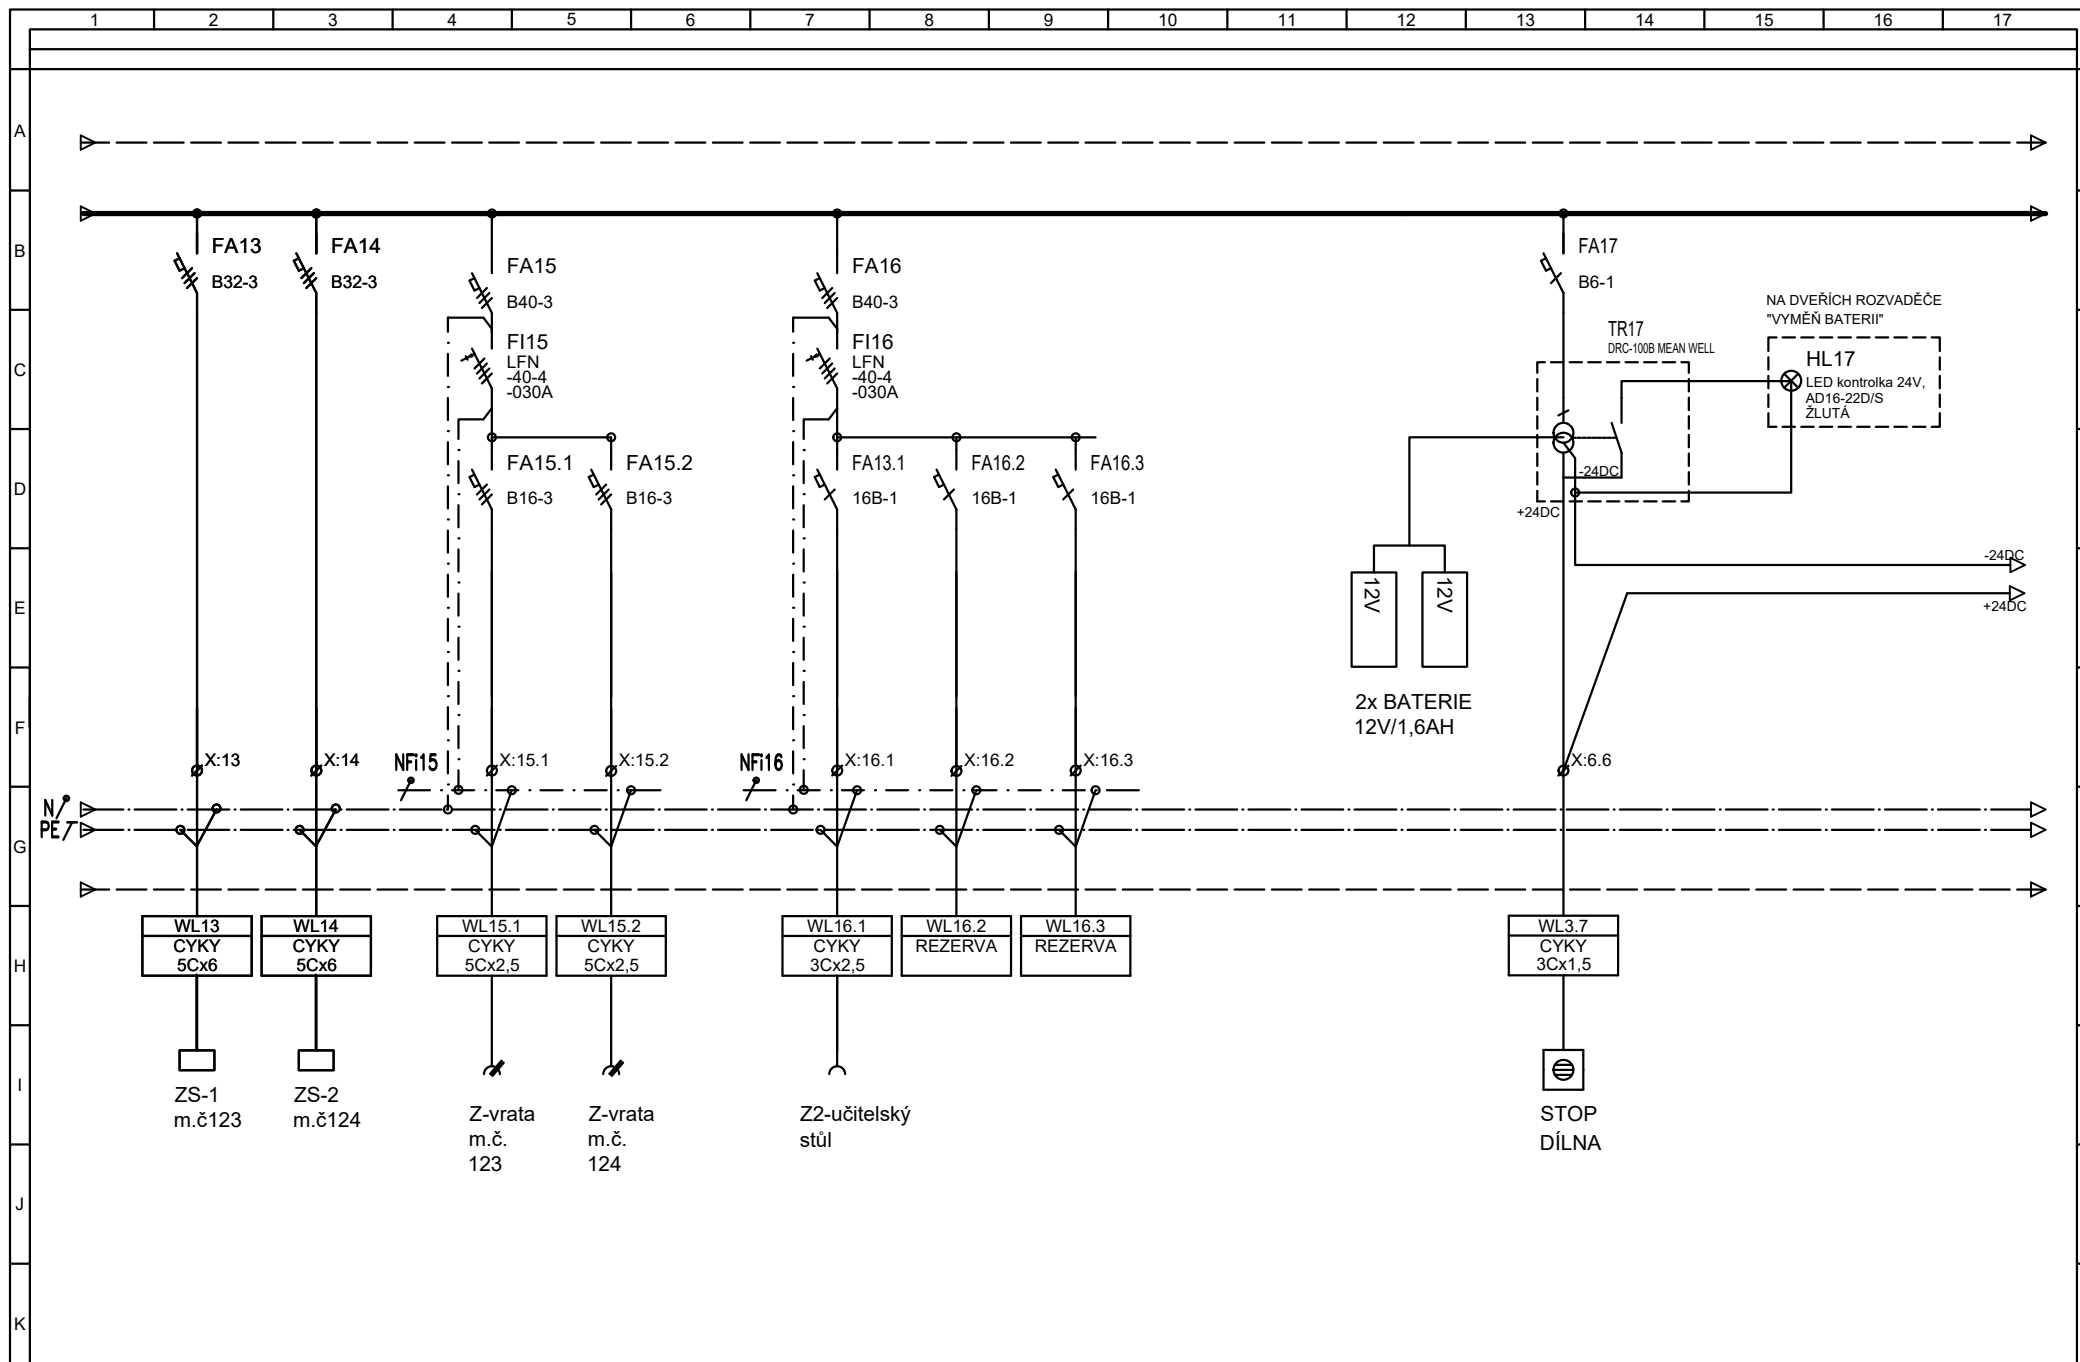 1 2 3 4 5 6 7 8 9 10 11 12 13 14 15 16 17
A
B
C
D
E
F
G
H
I
J
K
FA13
B32-3
FA14
B32-3
FA15
B40-3
FI15
LFN
-40-4
-030A
FA15.1
B16-3
FA15.2
B16-3
FA16
B40-3
FI16
LFN
-40-4
-030A
FA13.1
16B-1
FA16.2
16B-1
FA16.3
16B-1
FA17
B6-1
TR17
DRC-100B MEAN WELL
NA DVEŘÍCH ROZVADĚČE
"VYMĚŇ BATERII"
HL17
LED kontrolka 24V,
AD16-22D/S
ŽLUTÁ
-24DC
+24DC
-24DC
+24DC
12V
12V
2x BATERIE
12V/1,6AH
X:13
X:14
NFi15
X:15.1
X:15.2
NFi16
X:16.1
X:16.2
X:16.3
X:6.6
N
PE
WL13
CYKY
5Cx6
WL14
CYKY
5Cx6
WL15.1
CYKY
5Cx2,5
WL15.2
CYKY
5Cx2,5
WL16.1
CYKY
3Cx2,5
WL16.2
REZERVA
WL16.3
REZERVA
WL3.7
CYKY
3Cx1,5
ZS-1
m.č123
ZS-2
m.č124
Z-vrata
m.č.
123
Z-vrata
m.č.
124
Z2-učitelský
stůl
STOP
DÍLNA